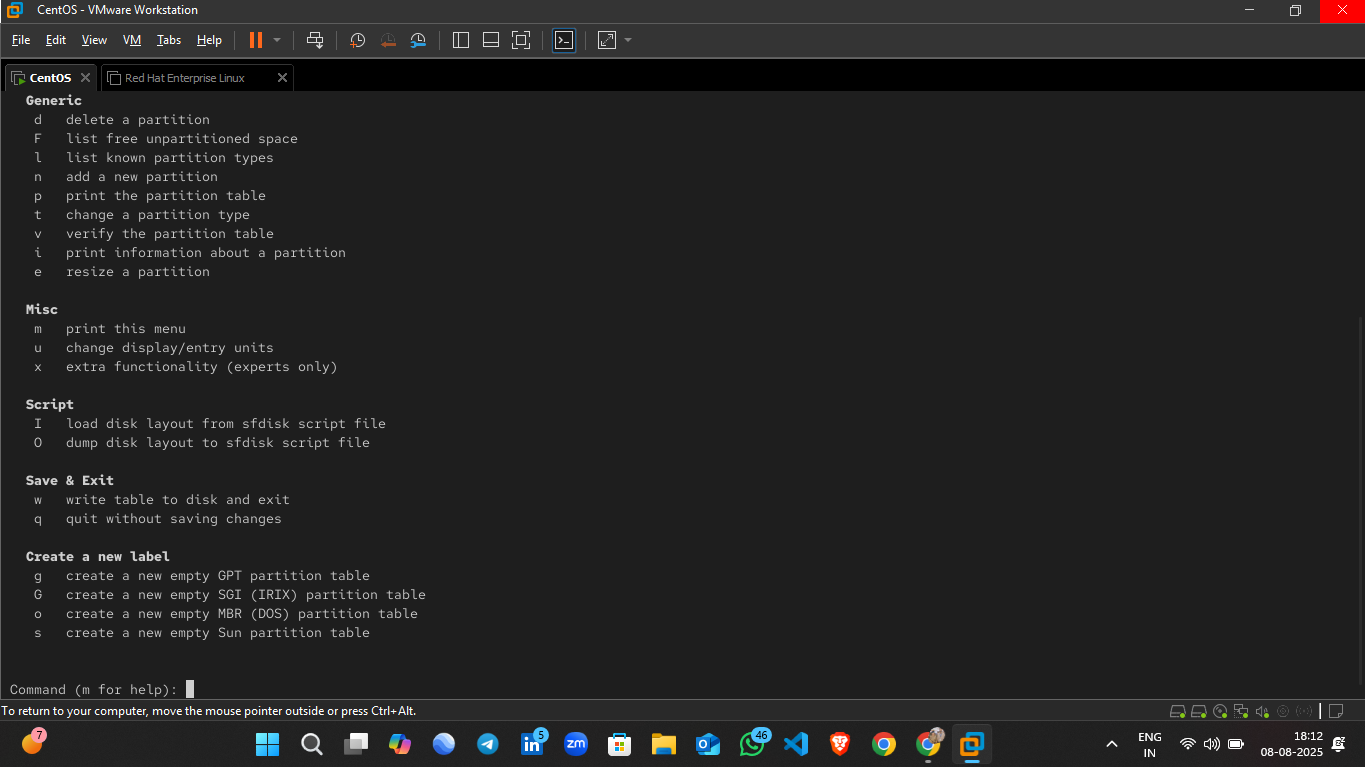 CentOS - VMware Workstation
File Edit View VM Tabs Help
CentOS Red Hat Enterprise Linux
Generic
d delete a partition
F list free unpartitioned space
l list known partition types
n add a new partition
p print the partition table
t change a partition type
v verify the partition table
i print information about a partition
e resize a partition
Misc
m print this menu
u change display/entry units
x extra functionality (experts only)
Script
I load disk layout from sfdisk script file
O dump disk layout to sfdisk script file
Save & Exit
w write table to disk and exit
q quit without saving changes
Create a new label
g create a new empty GPT partition table
G create a new empty SGI (IRIX) partition table
o create a new empty MBR (DOS) partition table
s create a new empty Sun partition table
Command (m for help):
To return to your computer, move the mouse pointer outside or press Ctrl+Alt.
7 in 5 zm 46 ENG 18:12
IN 08-08-2025